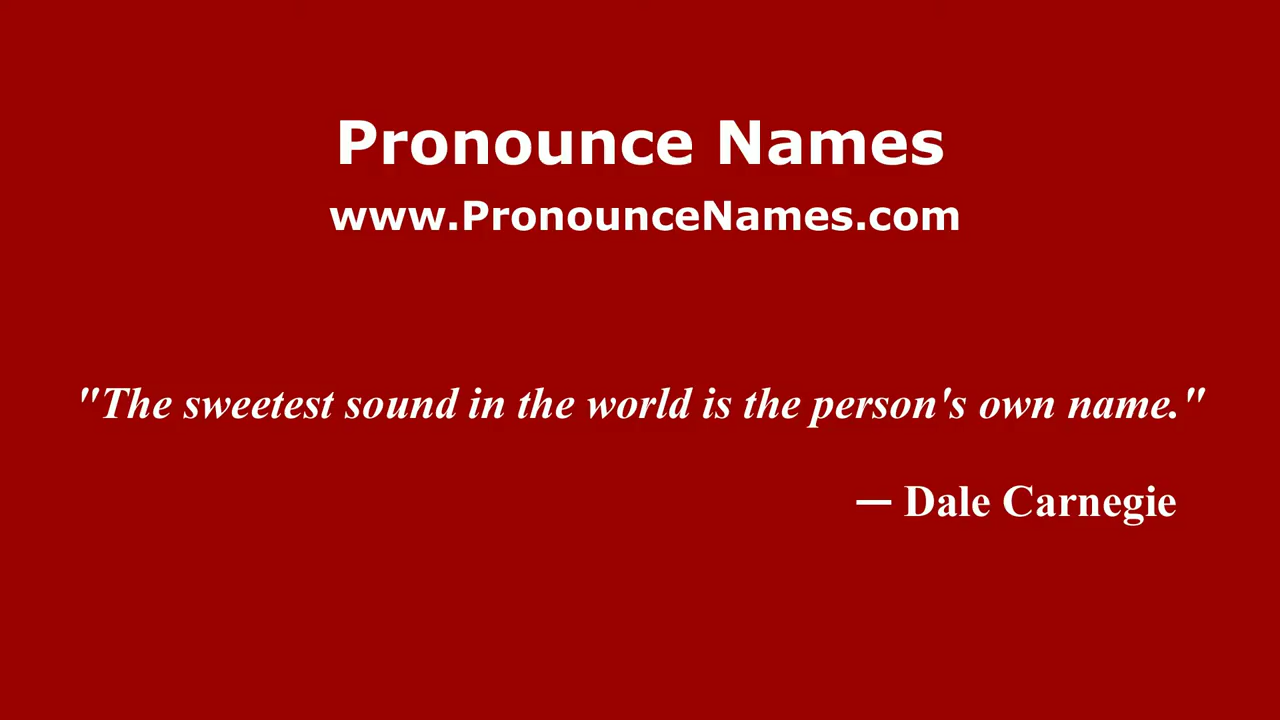 Pronounce Names
www.PronounceNames.com
"The sweetest sound in the world is the person's own name."
— Dale Carnegie